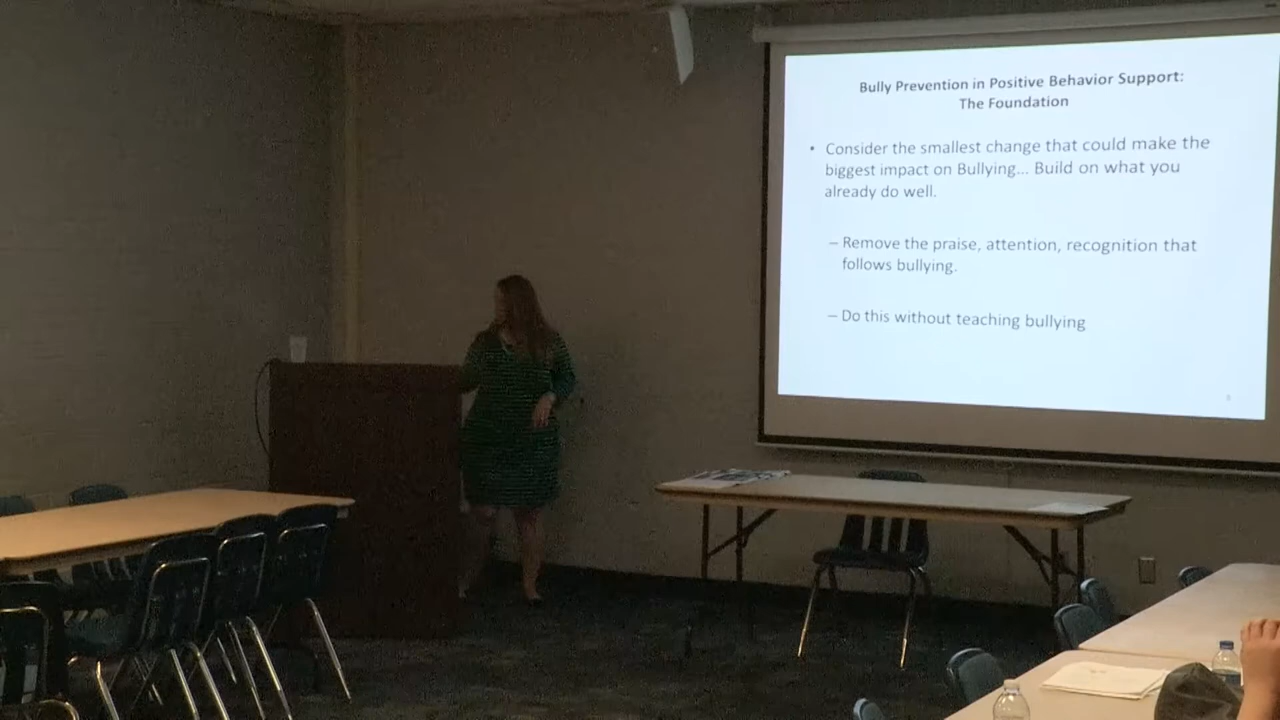 Bully Prevention in Positive Behavior Support:
The Foundation
• Consider the smallest change that could make the
biggest impact on Bullying... Build on what you
already do well.
– Remove the praise, attention, recognition that
follows bullying.
– Do this without teaching bullying